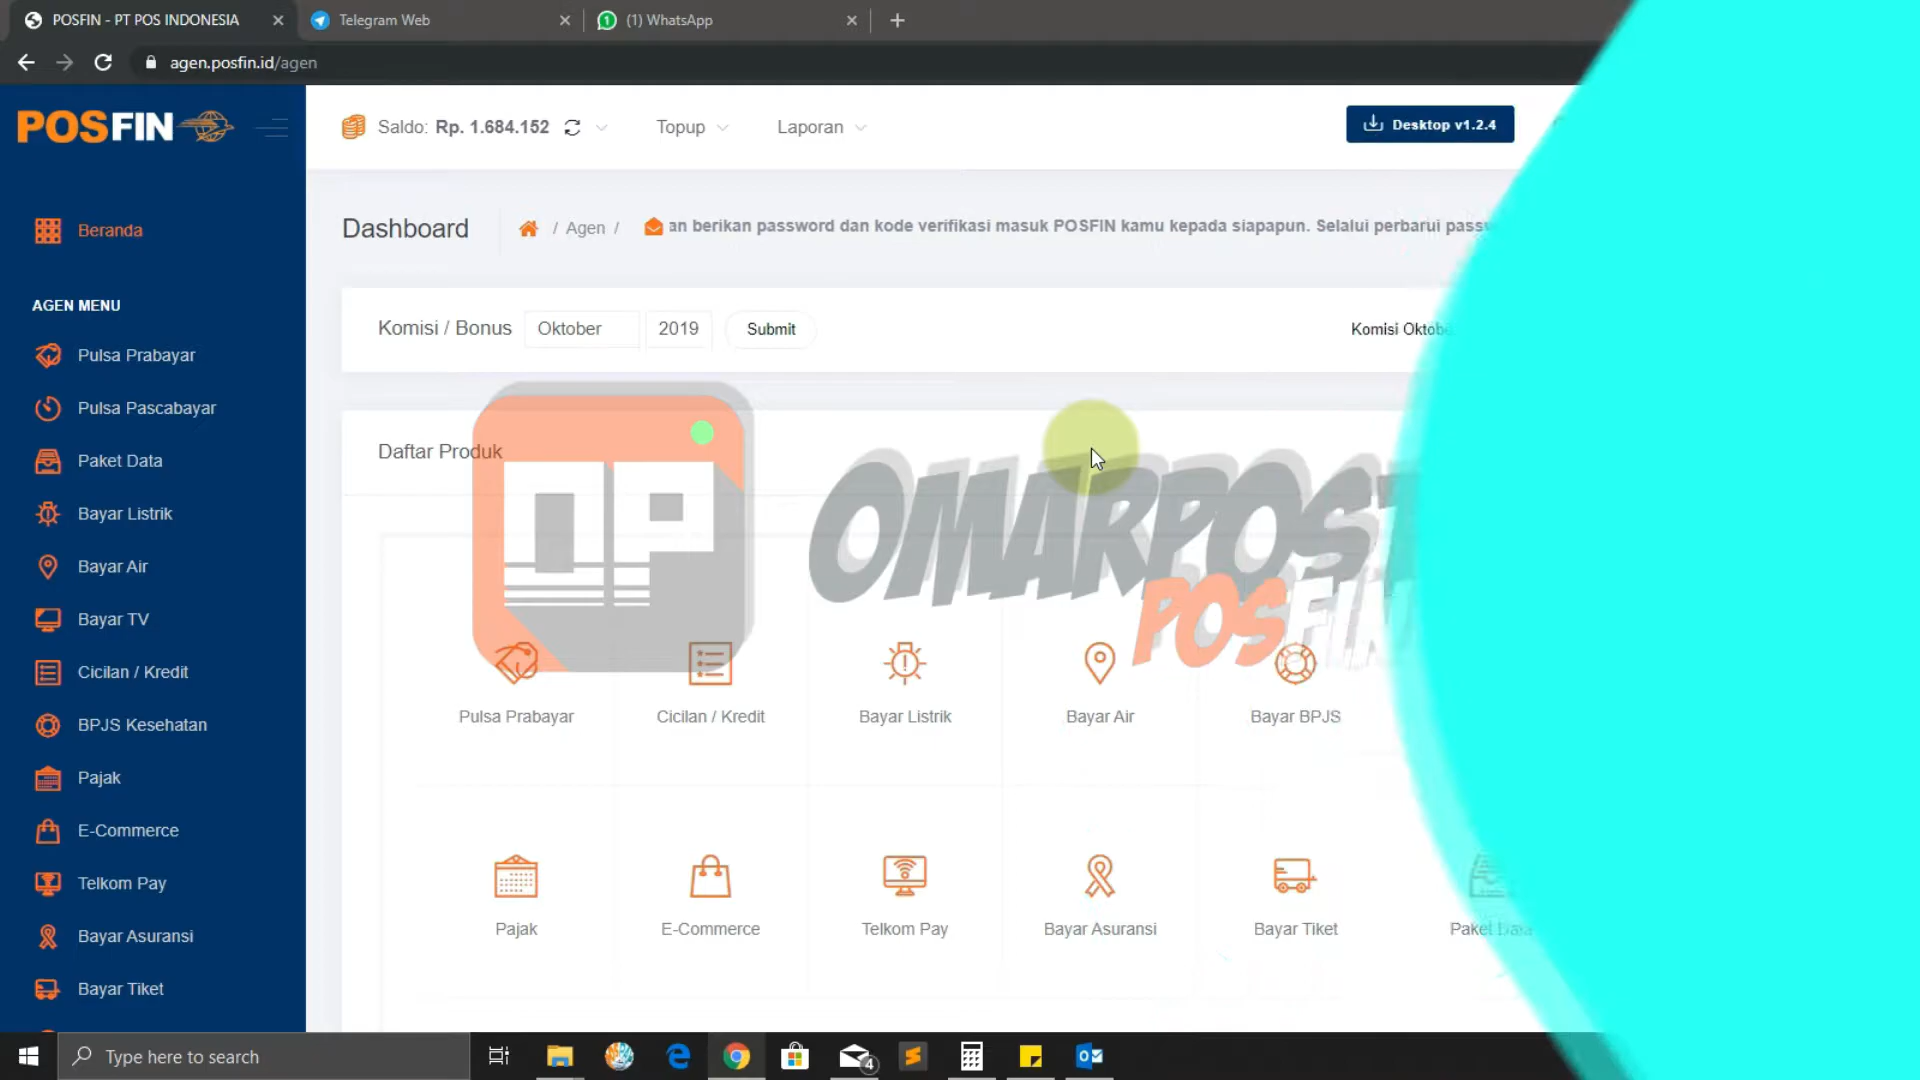 POSFIN - PT POS INDONESIA
Telegram Web
(1) WhatsApp
agen.posfin.id/agen
POSFIN
Saldo: Rp. 1.684.152
Topup
Laporan
Desktop v1.2.4
Beranda
Dashboard
/ Agen /
an berikan password dan kode verifikasi masuk POSFIN kamu kepada siapapun. Selalui perbarui
AGEN MENU
Komisi / Bonus
Oktober
2019
Submit
Komisi
Pulsa Prabayar
Pulsa Pascabayar
Paket Data
Bayar Listrik
Bayar Air
Bayar TV
Cicilan / Kredit
BPJS Kesehatan
Pajak
E-Commerce
Telkom Pay
Bayar Asuransi
Bayar Tiket
Daftar Produk
OMARPOST
POSFIN
Pulsa Prabayar
Cicilan / Kredit
Bayar Listrik
Bayar Air
Bayar BPJS
Pajak
E-Commerce
Telkom Pay
Bayar Asuransi
Bayar Tiket
Paket Data
Type here to search
4